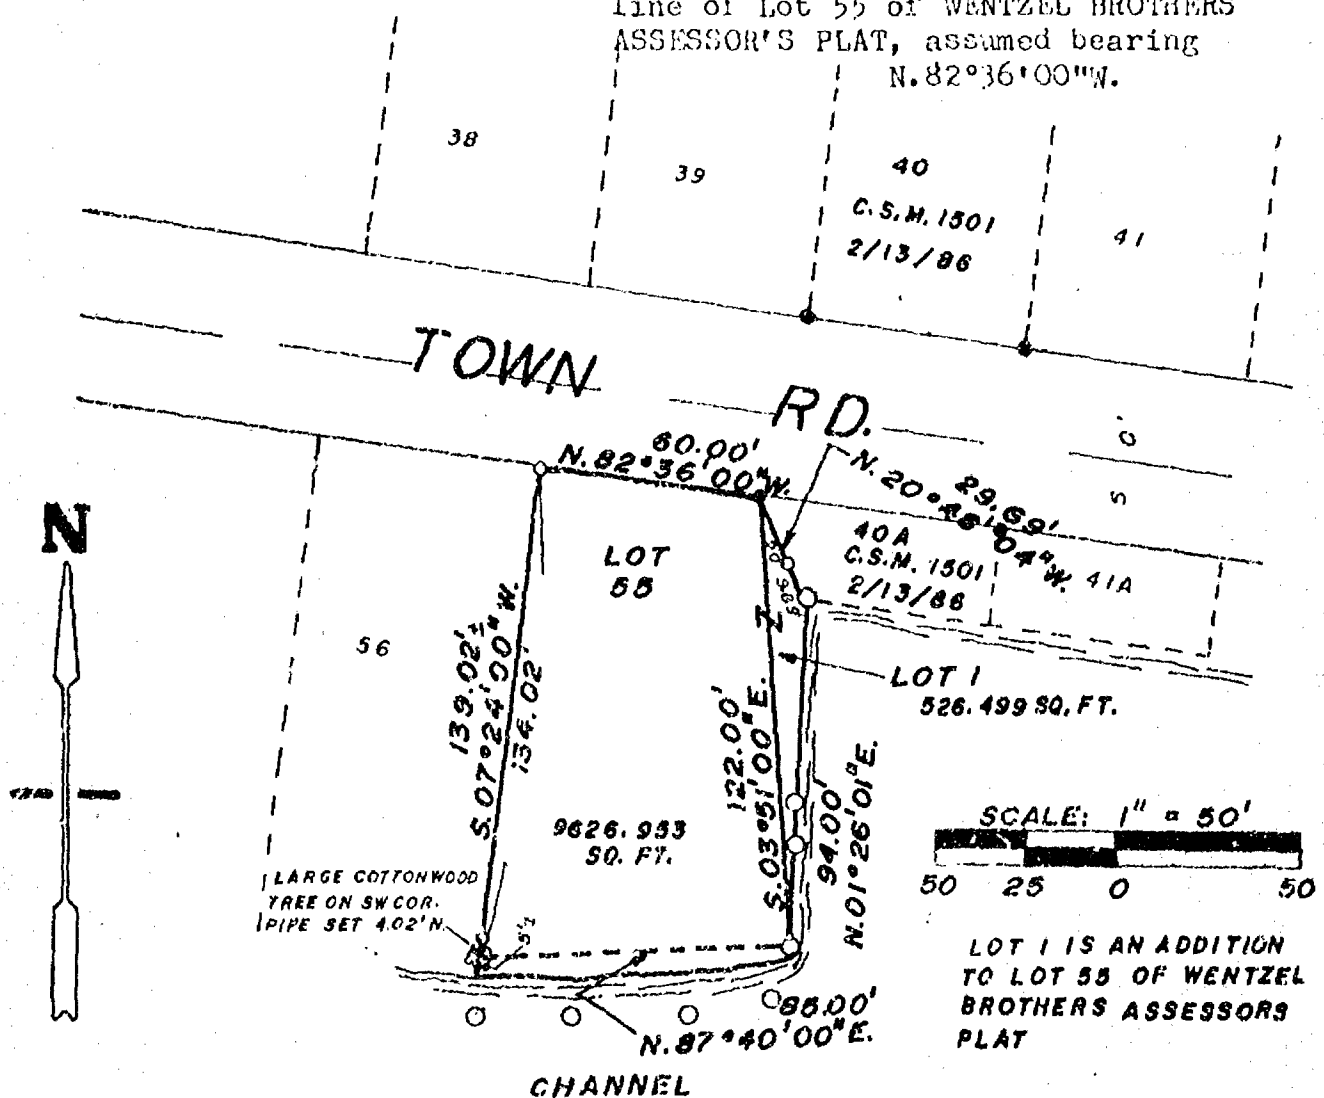 line of Lot 55 of WENTZEL BROTHERS
ASSESSOR'S PLAT, assumed bearing
N.82°36'00"W.
38
39
40
C.S.M. 1501
2/13/86
41
TOWN RD.
60.00'
N. 82°36'00"W.
29.69'
N. 20°
04"W.
0'
5
N
LOT
55
40A
C.S.M. 1501
2/13/86
41A
56
139.02'±
S. 07°24'00"W.
134.02'
LOT 1
526.499 SQ. FT.
122.00'
S. 03°51'00"E.
94.00'
N. 01°26'01"E.
9626.953
SQ. FT.
LARGE COTTONWOOD
TREE ON SW COR.
PIPE SET 4.02' N.
SCALE: 1" = 50'
50 25 0 50
LOT 1 IS AN ADDITION
TO LOT 55 OF WENTZEL
BROTHERS ASSESSORS
PLAT
85.00'
N. 87°40'00"E.
CHANNEL